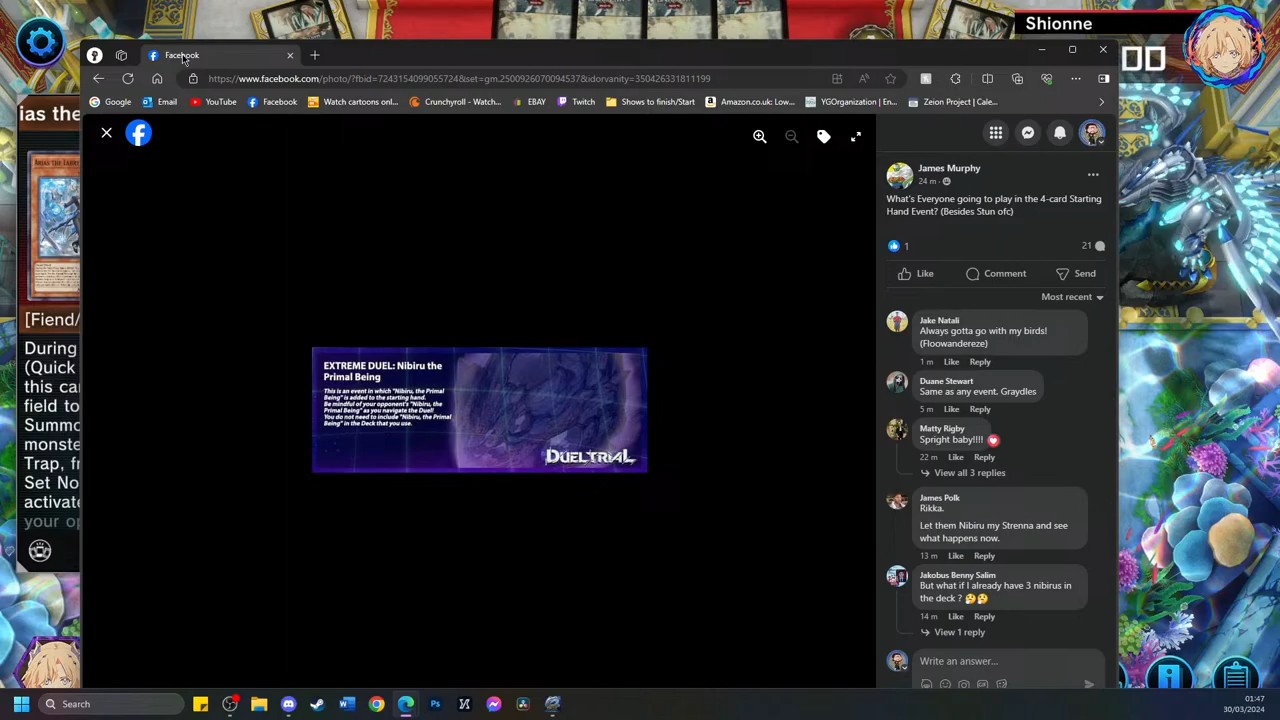 Shionne
Facebook
https://www.facebook.com/photo/?fbid=7243154099055724&set=gm.2500926070094537&idorvanity=350426331811199
Google
Email
YouTube
Facebook
Watch cartoons onl...
Crunchyroll - Watch...
EBAY
Twitch
Shows to finish/Start
Amazon.co.uk: Low...
YGOrganization | En...
Zeion Project | Cale...
ias the
[Fiend/
During
(Quick
this car
field to
Summo
monste
Trap, fr
Set No
activate
your op
EXTREME DUEL: Nibiru the
Primal Being
This is an event in which "Nibiru, the Primal
Being" is added to the starting hand.
Be mindful of your opponent's "Nibiru, the
Primal Being" as you navigate the Duel!
You do not need to include "Nibiru, the Primal
Being" in the Deck that you use.
DUEL TRIAL
James Murphy
24 m
What's Everyone going to play in the 4-card Starting
Hand Event? (Besides Stun ofc)
1
21
Like
Comment
Send
Most recent
Jake Natali
Always gotta go with my birds!
(Floowandereze)
1 m Like Reply
Duane Stewart
Same as any event. Graydles
5 m Like Reply
Matty Rigby
Spright baby!!!!
22 m Like Reply
View all 3 replies
James Polk
Rikka.
Let them Nibiru my Strenna and see
what happens now.
13 m Like Reply
Jakobus Benny Salim
But what if I already have 3 nibirus in
the deck ? 🤔🤔
14 m Like Reply
View 1 reply
Write an answer...
Search
01:47
30/03/2024